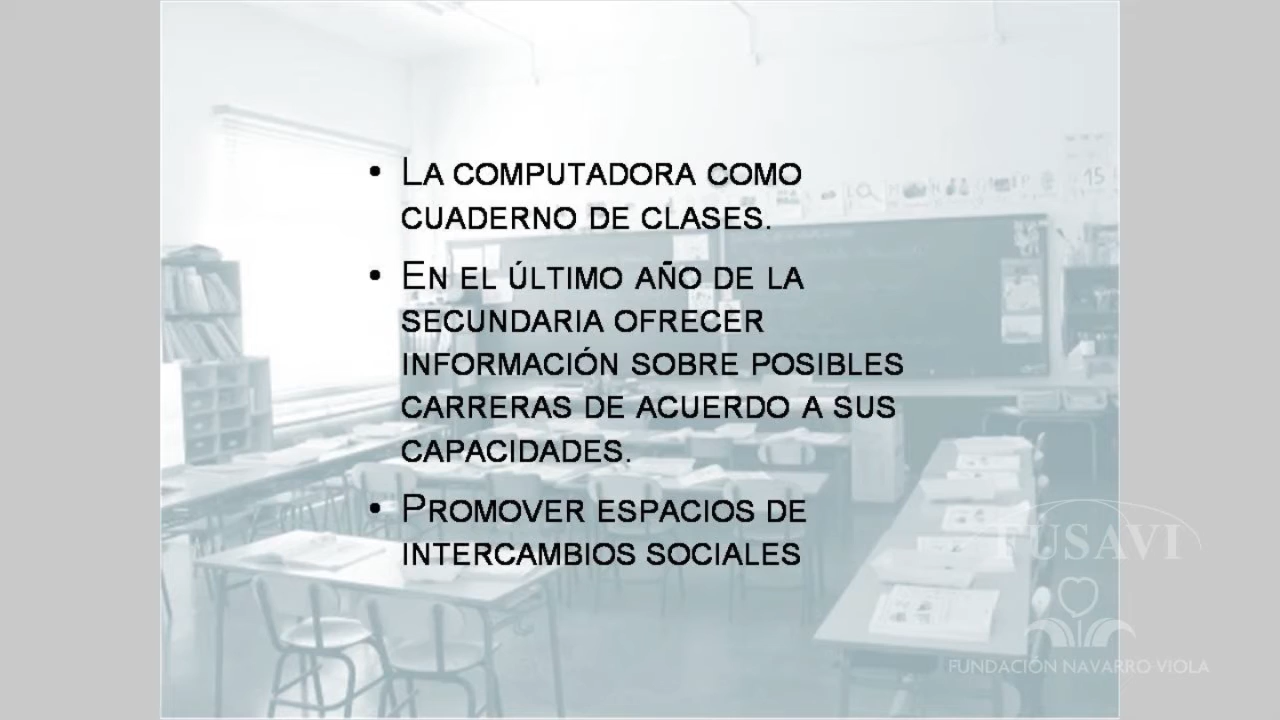 • LA COMPUTADORA COMO
CUADERNO DE CLASES.
• EN EL ÚLTIMO AÑO DE LA
SECUNDARIA OFRECER
INFORMACIÓN SOBRE POSIBLES
CARRERAS DE ACUERDO A SUS
CAPACIDADES.
• PROMOVER ESPACIOS DE
INTERCAMBIOS SOCIALES
15
FUSAVI
FUNDACIÓN NAVARRO VIOLA